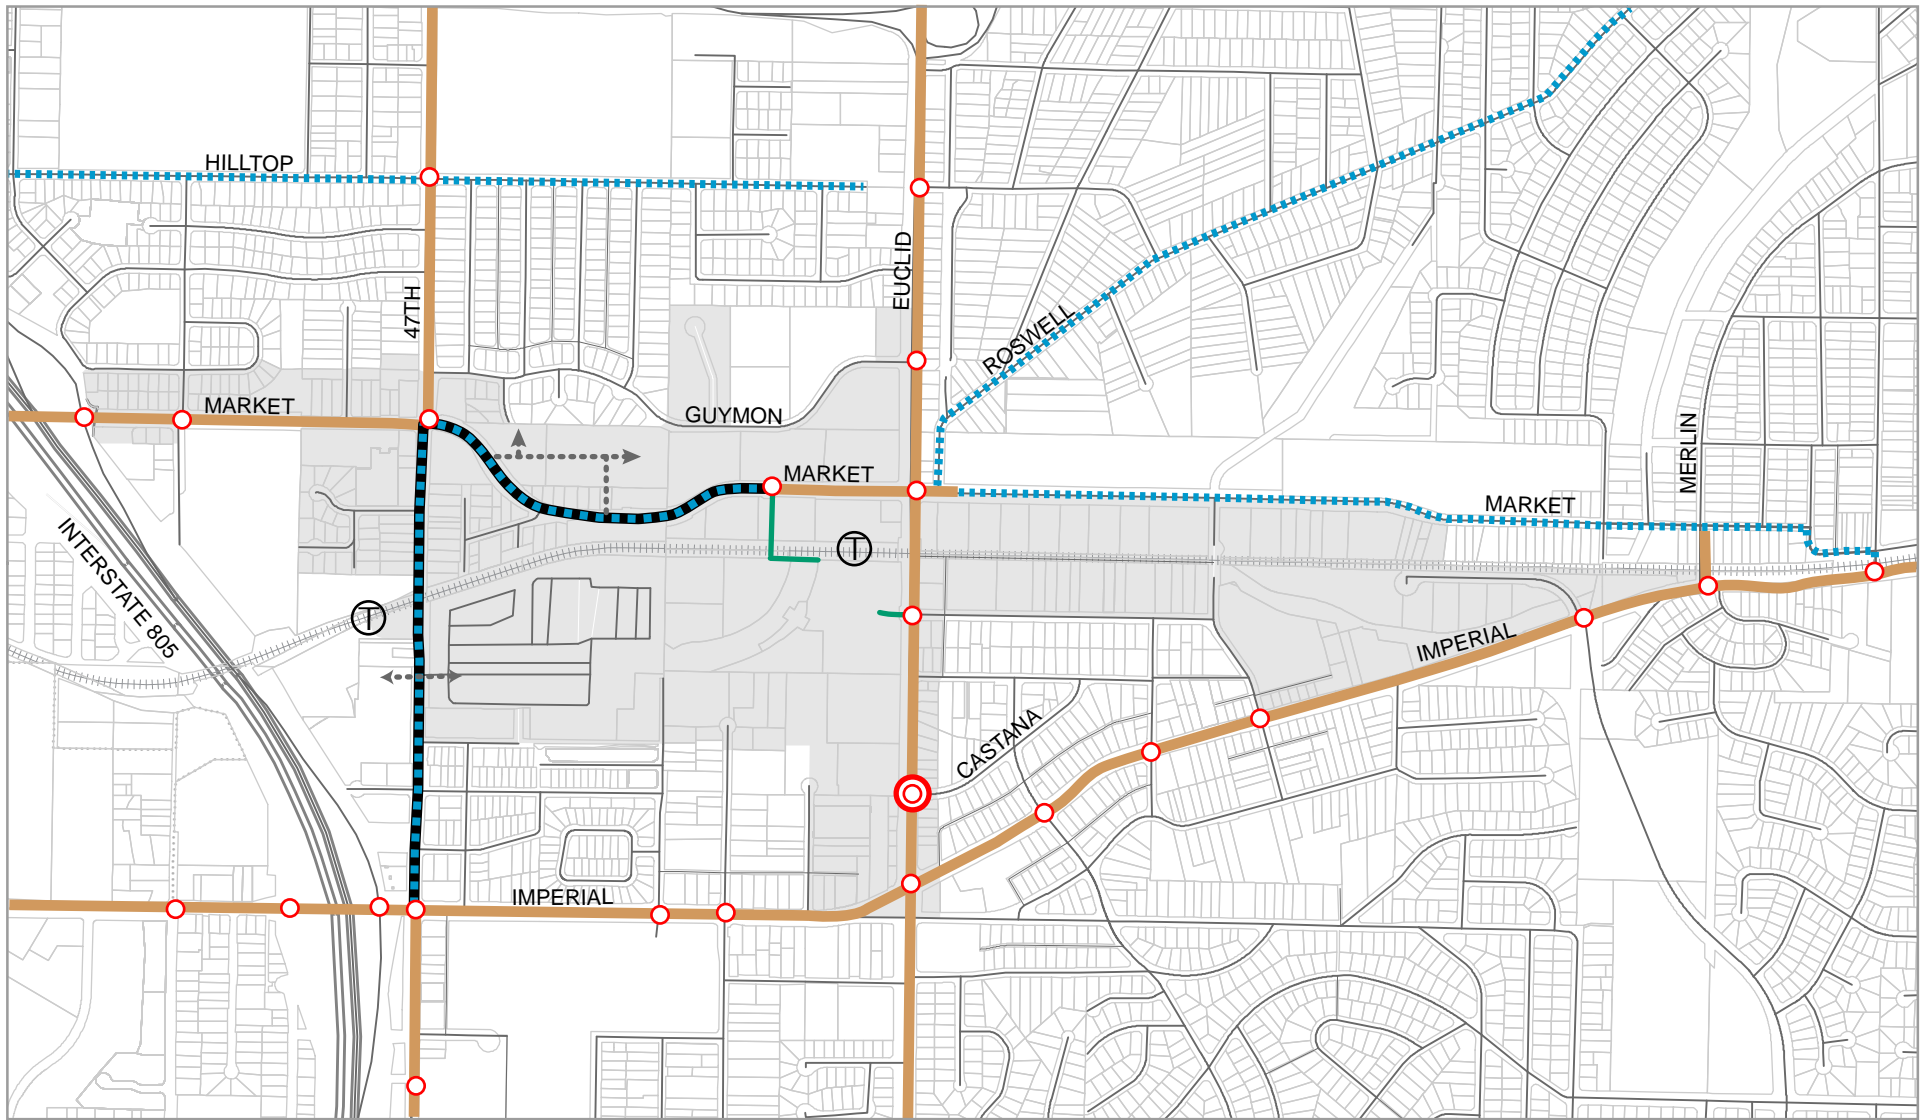 HILLTOP
EUCLID
47TH
ROSWELL
MARKET
GUYMON
MERLIN
MARKET
MARKET
INTERSTATE 805
T
T
IMPERIAL
CASTANA
IMPERIAL